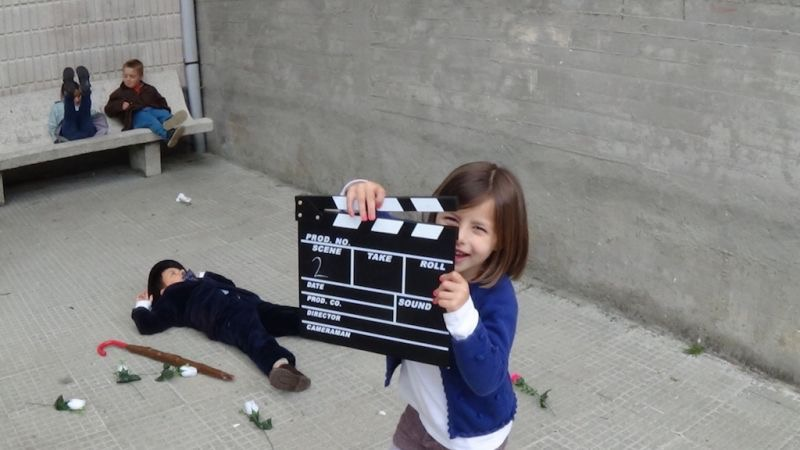 PROD. NO.
SCENE TAKE ROLL
2
DATE SOUND
PROD. CO.
DIRECTOR
CAMERAMAN